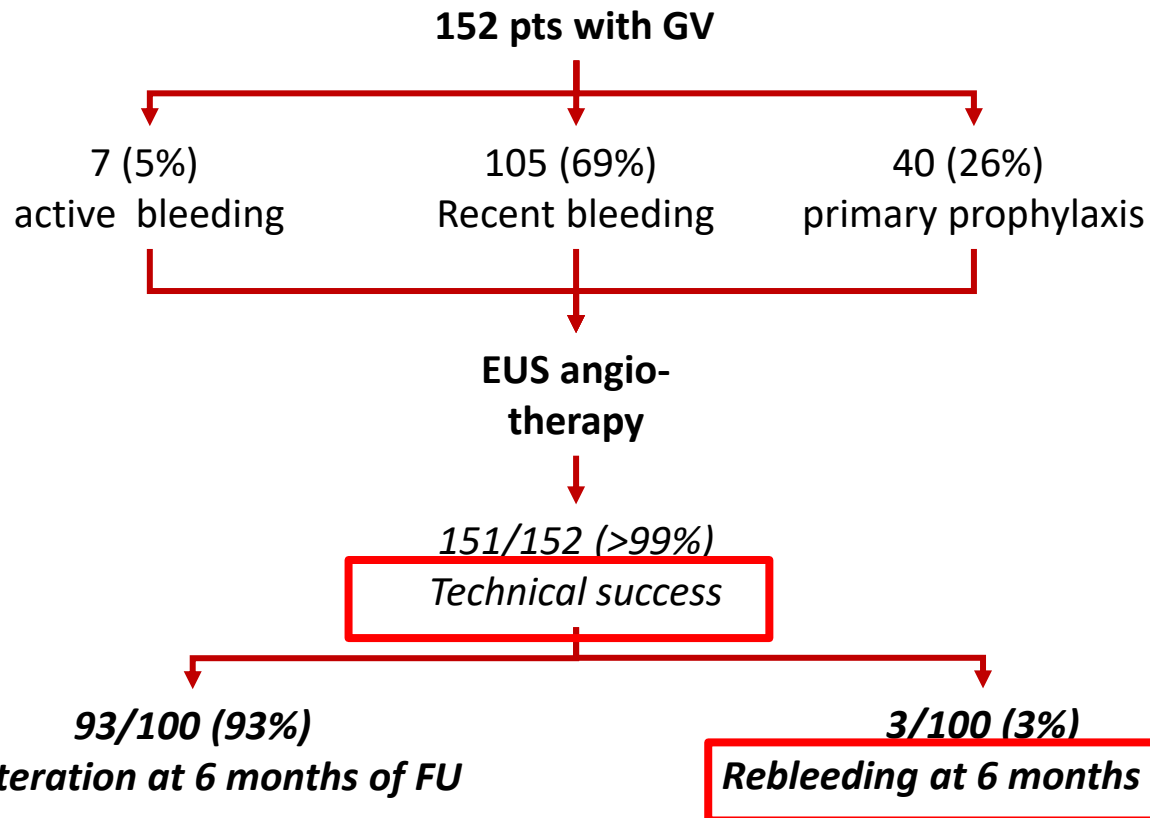 152 pts with GV
7 (5%)
active bleeding
105 (69%)
Recent bleeding
40 (26%)
primary prophylaxis
EUS angio-
therapy
151/152 (>99%)
Technical success
93/100 (93%)
teration at 6 months of FU
3/100 (3%)
Rebleeding at 6 months